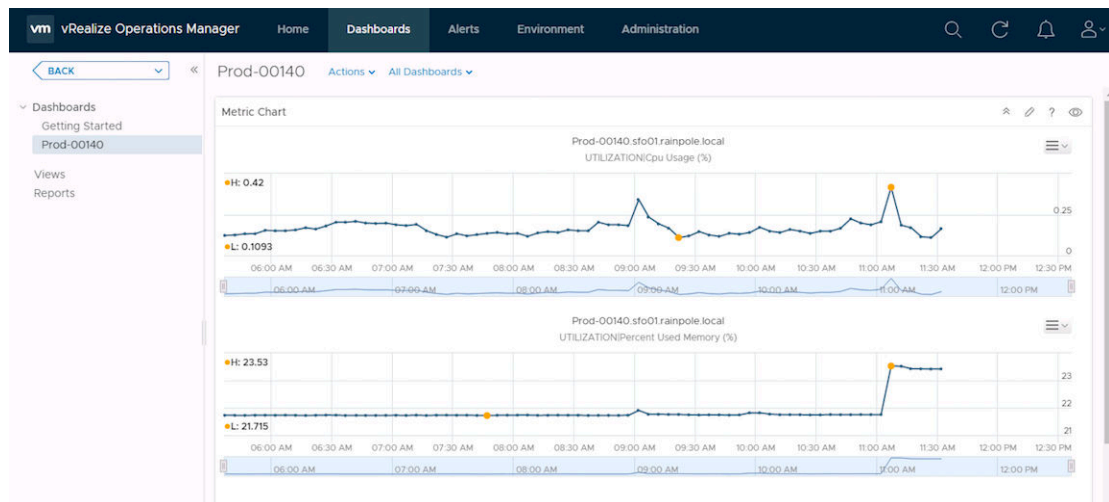 vm vRealize Operations Manager Home Dashboards Alerts Environment Administration
BACK
Prod-00140 Actions All Dashboards
Dashboards
Getting Started
Prod-00140
Views
Reports
Metric Chart
Prod-00140.sfo01.rainpole.local
UTILIZATION|Cpu Usage (%)
H: 0.42
0.25
L: 0.1093
0
06:00 AM 06:30 AM 07:00 AM 07:30 AM 08:00 AM 08:30 AM 09:00 AM 09:30 AM 10:00 AM 10:30 AM 11:00 AM 11:30 AM 12:00 PM 12:30 PM
06:00 AM 07:00 AM 08:00 AM 09:00 AM 10:00 AM 11:00 AM 12:00 PM
Prod-00140.sfo01.rainpole.local
UTILIZATION|Percent Used Memory (%)
H: 23.53
23
22
L: 21.715
21
06:00 AM 06:30 AM 07:00 AM 07:30 AM 08:00 AM 08:30 AM 09:00 AM 09:30 AM 10:00 AM 10:30 AM 11:00 AM 11:30 AM 12:00 PM 12:30 PM
06:00 AM 07:00 AM 08:00 AM 09:00 AM 10:00 AM 11:00 AM 12:00 PM